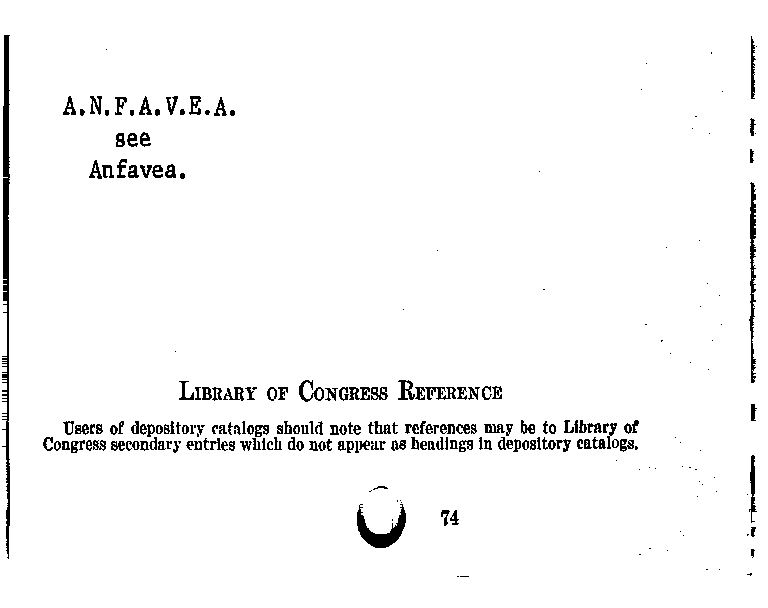 A.N.F.A.V.E.A.
see
Anfavea.
LIBRARY OF CONGRESS REFERENCE
Users of depository catalogs should note that references may be to Library of
Congress secondary entries which do not appear as headings in depository catalogs.
74